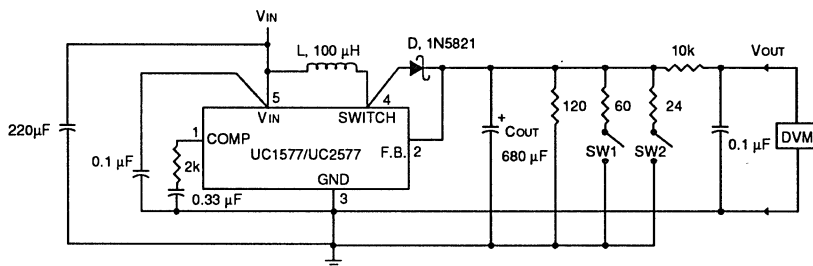 VIN
L, 100 µH
D, 1N5821
10k
VOUT
5
4
VIN
SWITCH
220µF
1
COMP
120
60
24
+
COUT
680 µF
2k
UC1577/UC2577
F.B.
2
DVM
0.1 µF
SW1
SW2
0.1 µF
GND
0.33 µF
3